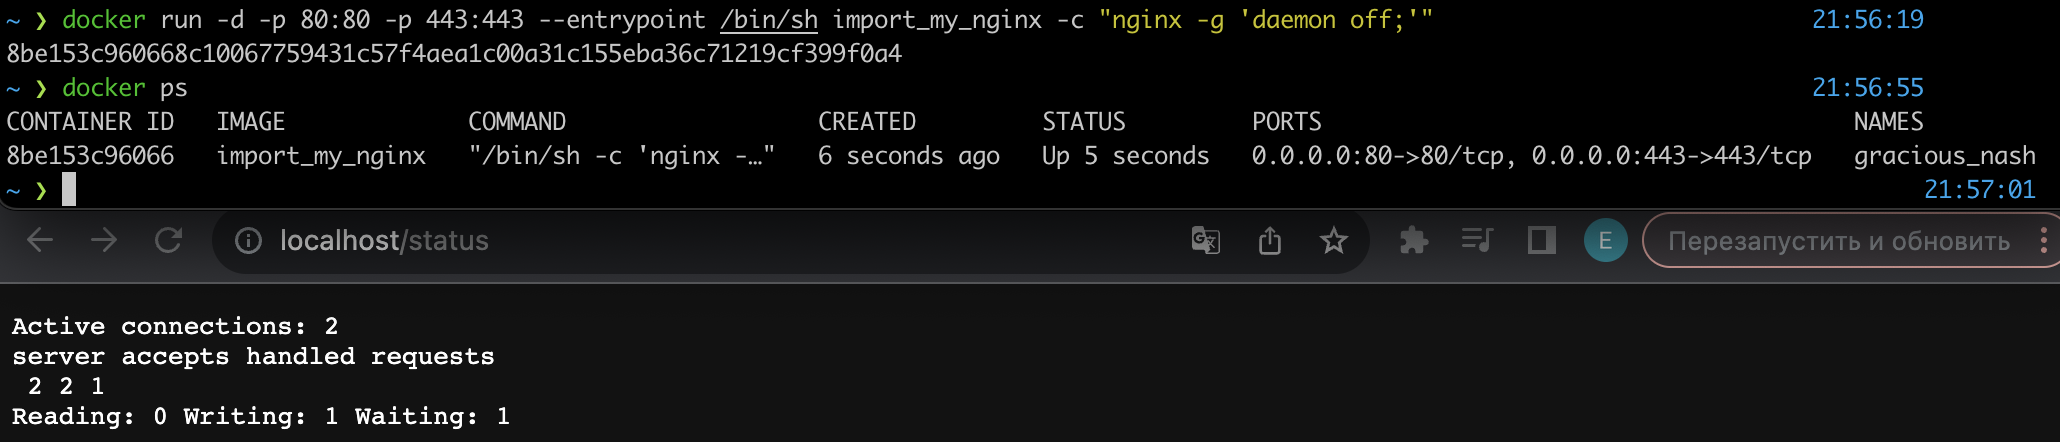 ~ ❯ docker run -d -p 80:80 -p 443:443 --entrypoint /bin/sh import_my_nginx -c "nginx -g 'daemon off;'" 21:56:19
8be153c960668c10067759431c57f4aea1c00a31c155eba36c71219cf399f0a4
~ ❯ docker ps 21:56:55
CONTAINER ID IMAGE COMMAND CREATED STATUS PORTS NAMES
8be153c96066 import_my_nginx "/bin/sh -c 'nginx -…" 6 seconds ago Up 5 seconds 0.0.0.0:80->80/tcp, 0.0.0.0:443->443/tcp gracious_nash
~ ❯ 21:57:01
localhost/status E Перезапустить и обновить
Active connections: 2
server accepts handled requests
2 2 1
Reading: 0 Writing: 1 Waiting: 1